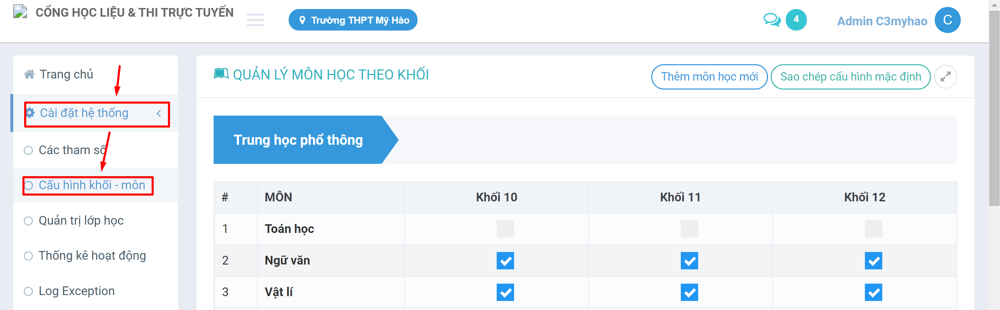 CỔNG HỌC LIỆU & THI TRỰC TUYẾN
Trường THPT Mỹ Hào
4
Admin C3myhao
C
Trang chủ
Cài đặt hệ thống
Các tham số
Cấu hình khối - môn
Quản trị lớp học
Thống kê hoạt động
Log Exception
QUẢN LÝ MÔN HỌC THEO KHỐI
Thêm môn học mới
Sao chép cấu hình mặc định
Trung học phổ thông
# MÔN Khối 10 Khối 11 Khối 12
1 Toán học
2 Ngữ văn
3 Vật lí